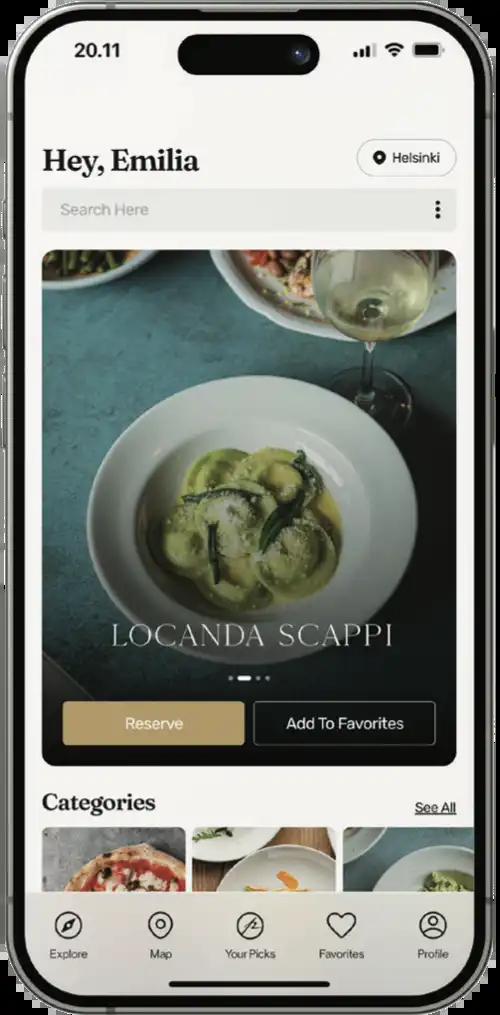 20.11
Hey, Emilia
Helsinki
Search Here
LOCANDA SCAPPI
Reserve
Add To Favorites
Categories
See All
Explore
Map
Your Picks
Favorites
Profile